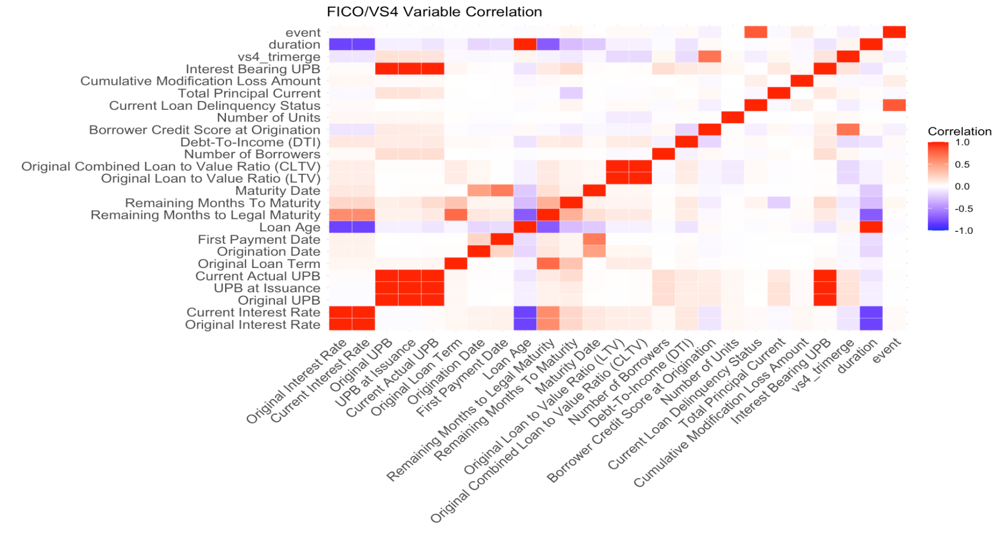 FICO/VS4 Variable Correlation
event
duration
vs4_trimerge
Interest Bearing UPB
Cumulative Modification Loss Amount
Total Principal Current
Current Loan Delinquency Status
Number of Units
Borrower Credit Score at Origination
Debt-To-Income (DTI)
Number of Borrowers
Original Combined Loan to Value Ratio (CLTV)
Original Loan to Value Ratio (LTV)
Maturity Date
Remaining Months To Maturity
Remaining Months to Legal Maturity
Loan Age
First Payment Date
Origination Date
Original Loan Term
Current Actual UPB
UPB at Issuance
Original UPB
Current Interest Rate
Original Interest Rate
Original Interest Rate
Current Interest Rate
Original UPB
UPB at Issuance
Current Actual UPB
Original Loan Term
Origination Date
First Payment Date
Loan Age
Remaining Months to Legal Maturity
Remaining Months To Maturity
Maturity Date
Original Loan to Value Ratio (LTV)
Original Combined Loan to Value Ratio (CLTV)
Number of Borrowers
Debt-To-Income (DTI)
Borrower Credit Score at Origination
Number of Units
Current Loan Delinquency Status
Total Principal Current
Cumulative Modification Loss Amount
Interest Bearing UPB
vs4_trimerge
duration
event
Correlation
1.0
0.5
0.0
-0.5
-1.0